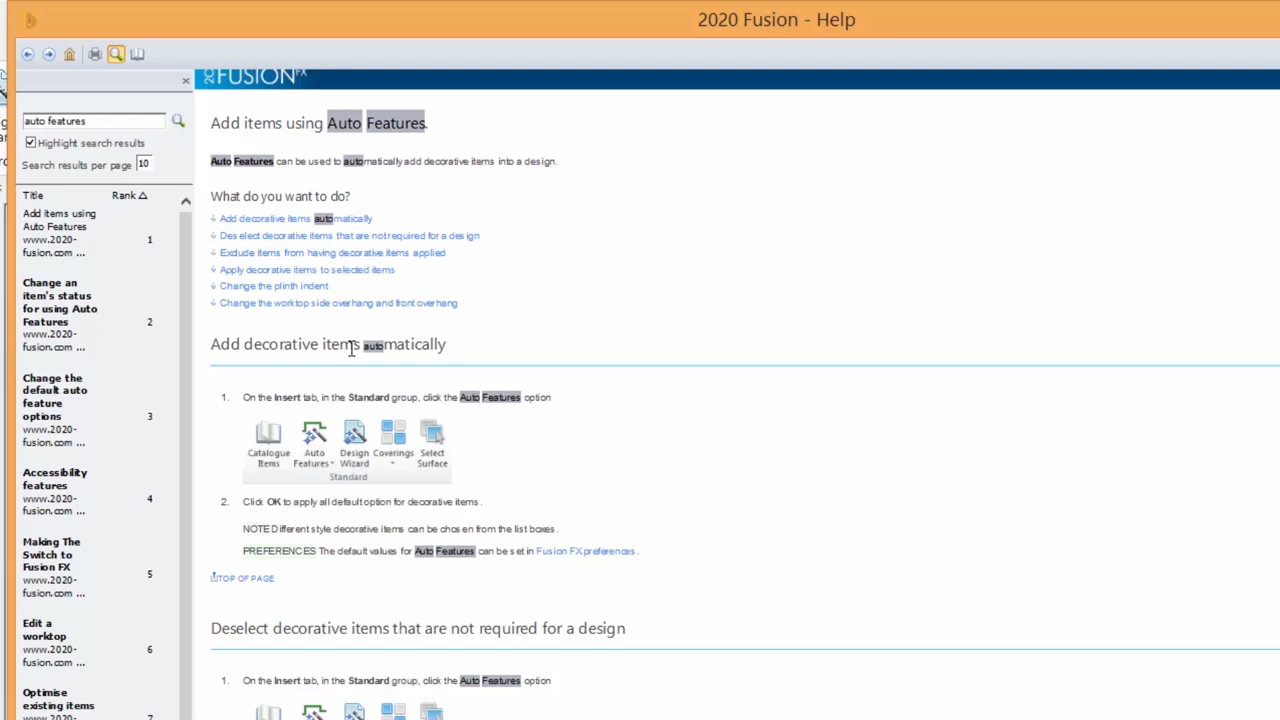 2020 Fusion - Help
20 FUSION FX
auto features
Highlight search results
Search results per page 10
Title Rank
Add items using
Auto Features
www.2020-
fusion.com ...
1
Change an
item's status
for using Auto
Features
www.2020-
fusion.com ...
2
Change the
default auto
feature
options
www.2020-
fusion.com ...
3
Accessibility
features
www.2020-
fusion.com ...
4
Making The
Switch to
Fusion FX
www.2020-
fusion.com ...
5
Edit a
worktop
www.2020-
fusion.com ...
6
Optimise
existing items
www.2020-
7
Add items using Auto Features.
Auto Features can be used to automatically add decorative items into a design.
What do you want to do?
Add decorative items automatically
Deselect decorative items that are not required for a design
Exclude items from having decorative items applied
Apply decorative items to selected items
Change the plinth indent
Change the worktop side overhang and front overhang
Add decorative items automatically
1. On the Insert tab, in the Standard group, click the Auto Features option
Catalogue Items
Auto Features
Design Wizard
Coverings
Select Surface
Standard
2. Click OK to apply all default option for decorative items.
NOTE Different style decorative items can be chosen from the list boxes.
PREFERENCES The default values for Auto Features can be set in Fusion FX preferences.
TOP OF PAGE
Deselect decorative items that are not required for a design
1. On the Insert tab, in the Standard group, click the Auto Features option